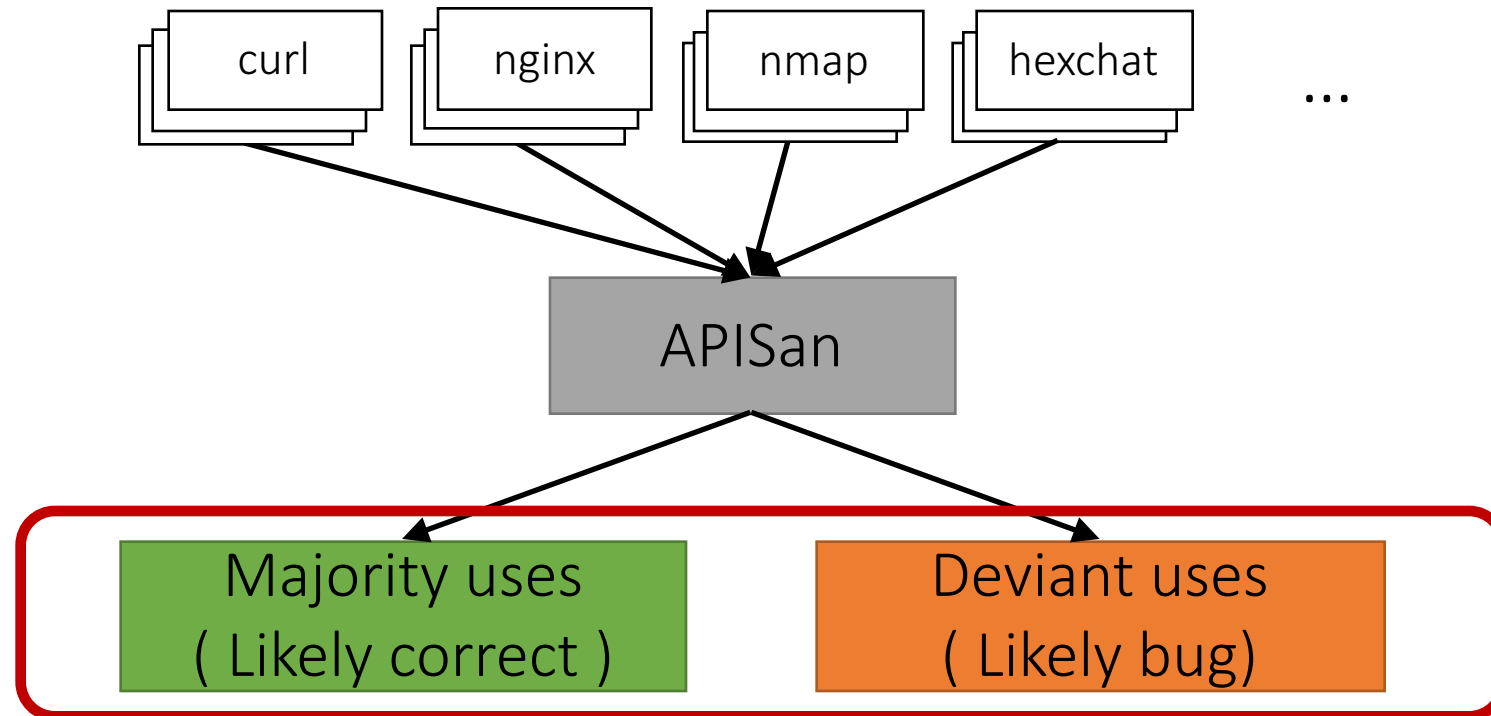 curl
nginx
nmap
hexchat
...
APISan
Majority uses
( Likely correct )
Deviant uses
( Likely bug)